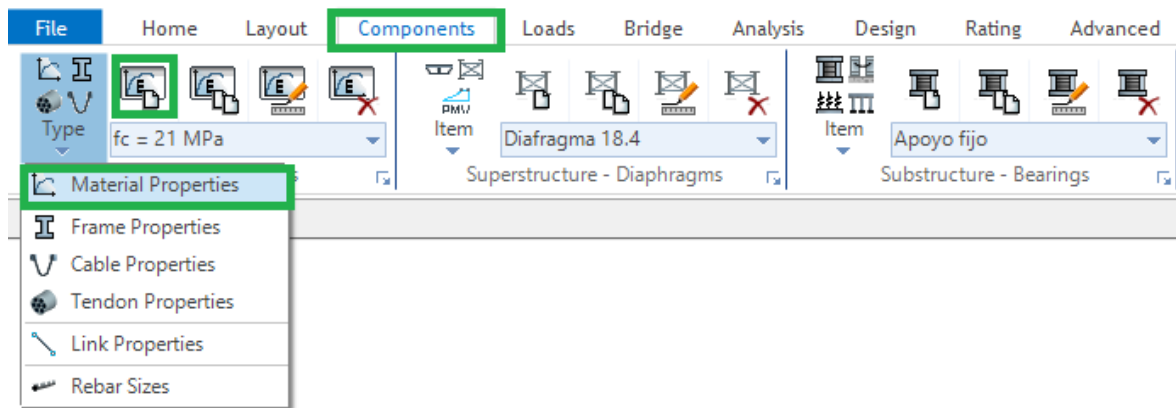 File Home Layout Components Loads Bridge Analysis Design Rating Advanced
E E E E
PMV
Type Item Item
fc = 21 MPa Diafragma 18.4 Apoyo fijo
s Superstructure - Diaphragms Substructure - Bearings
Material Properties
Frame Properties
Cable Properties
Tendon Properties
Link Properties
Rebar Sizes